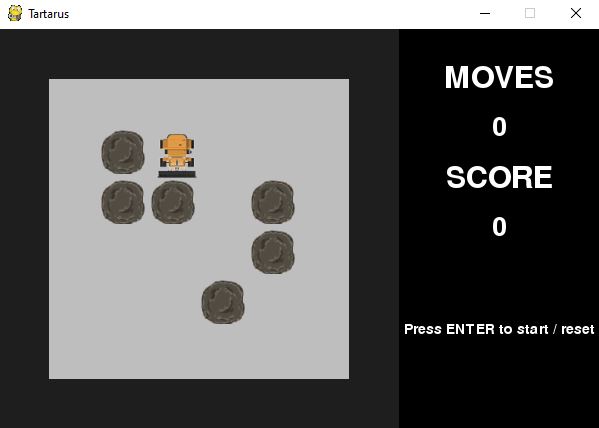 Tartarus
MOVES
0
SCORE
0
Press ENTER to start / reset